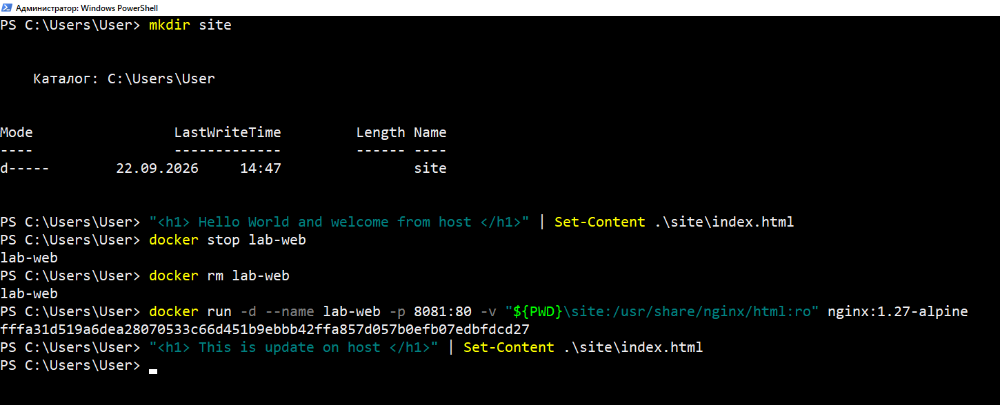 Администратор: Windows PowerShell
PS C:\Users\User> mkdir site
Каталог: C:\Users\User
Mode                 LastWriteTime         Length Name
----                 -------------         ------ ----
d-----        22.09.2026     14:47                site
PS C:\Users\User> "<h1> Hello World and welcome from host </h1>" | Set-Content .\site\index.html
PS C:\Users\User> docker stop lab-web
lab-web
PS C:\Users\User> docker rm lab-web
lab-web
PS C:\Users\User> docker run -d --name lab-web -p 8081:80 -v "${PWD}\site:/usr/share/nginx/html:ro" nginx:1.27-alpine
fffa31d519a6dea28070533c66d451b9ebbb42ffa857d057b0efb07edbfdcd27
PS C:\Users\User> "<h1> This is update on host </h1>" | Set-Content .\site\index.html
PS C:\Users\User>